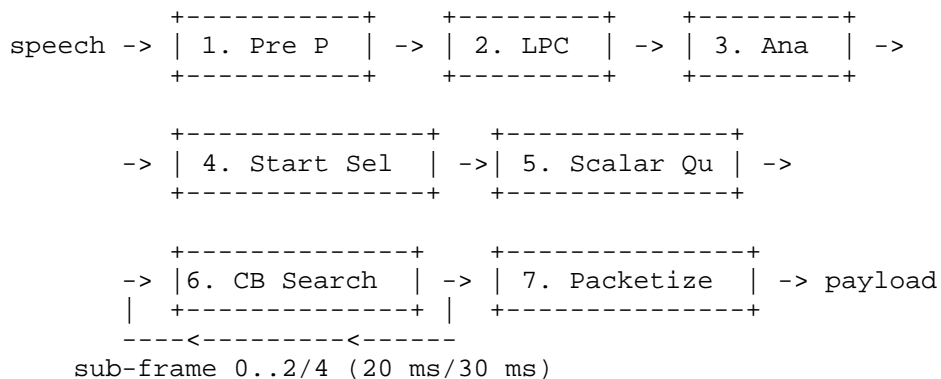 +-----------+    +---------+    +---------+
speech ->   | 1. Pre P  | -> | 2. LPC  | -> | 3. Ana  | ->
            +-----------+    +---------+    +---------+

            +---------------+   +--------------+
         -> | 4. Start Sel  | ->| 5. Scalar Qu | ->
            +---------------+   +--------------+

            +--------------+    +---------------+
         -> |6. CB Search  | -> | 7. Packetize  | -> payload
         |  +--------------+ |  +---------------+
         ----<---------<------
      sub-frame 0..2/4 (20 ms/30 ms)